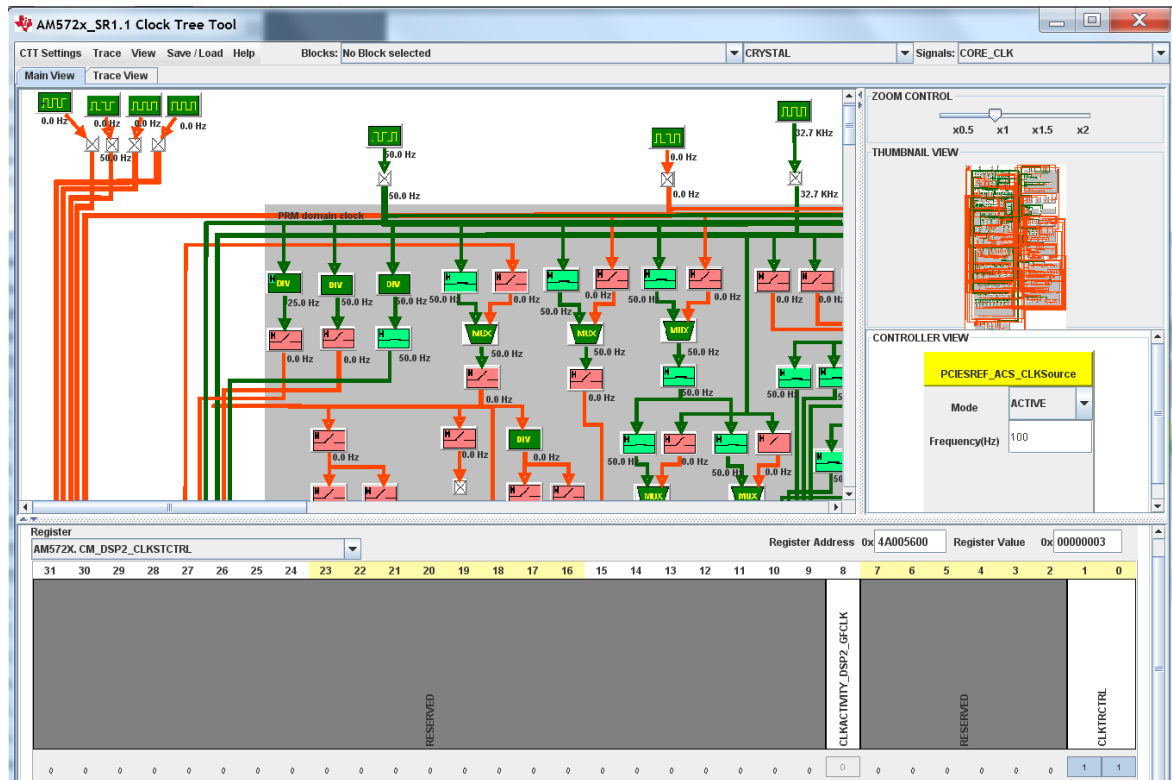 AM572x_SR1.1 Clock Tree Tool
CTT Settings Trace View Save / Load Help Blocks: No Block selected CRYSTAL Signals: CORE_CLK
Main View Trace View
0.0 Hz 0.0 Hz 0.0 Hz 0.0 Hz
50.0 Hz
50.0 Hz 0.0 Hz 32.7 KHz
50.0 Hz 0.0 Hz 32.7 KHz
PRM domain clock
H DIV DIV DIV H H H H H H H H
25.0 Hz 50.0 Hz 50.0 Hz 50.0 Hz 0.0 Hz 50.0 Hz 0.0 Hz 50.0 Hz 0.0 Hz 0.0 Hz 0.0 H
MUX MUX MUX
0.0 Hz 0.0 Hz 50.0 Hz 50.0 Hz 50.0 Hz 50.0 Hz
0.0 Hz 0.0 Hz 50.0 Hz 50.0 Hz
DIV
0.0 Hz 0.0 Hz 0.0 Hz 50.0 Hz 0.0 Hz 50.0 Hz 0.0 Hz
MUX MUX
ZOOM CONTROL
x0.5 x1 x1.5 x2
THUMBNAIL VIEW
CONTROLLER VIEW
PCIESREF_ACS_CLKSource
Mode ACTIVE
Frequency(Hz) 100
Register
AM572X. CM_DSP2_CLKSTCTRL Register Address 0x 4A005600 Register Value 0x 00000003
31 30 29 28 27 26 25 24 23 22 21 20 19 18 17 16 15 14 13 12 11 10 9 8 7 6 5 4 3 2 1 0
RESERVED
CLKACTIVITY_DSP2_GFCLK
RESERVED
CLKTRCTRL
0 0 0 0 0 0 0 0 0 0 0 0 0 0 0 0 0 0 0 0 0 0 0 0 0 0 0 0 0 0 1 1